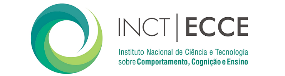 INCT|ECCE
Instituto Nacional de Ciência e Tecnologia
sobre Comportamento, Cognição e Ensino